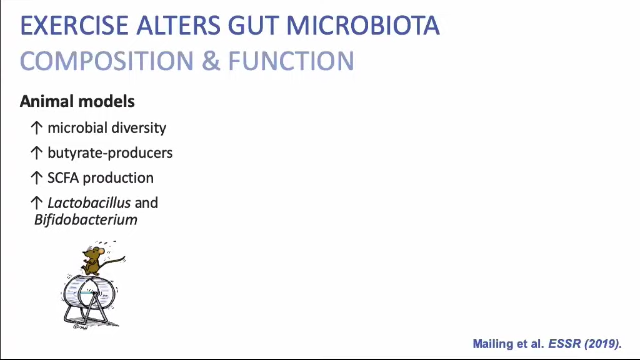 EXERCISE ALTERS GUT MICROBIOTA
COMPOSITION & FUNCTION
Animal models
↑ microbial diversity
↑ butyrate-producers
↑ SCFA production
↑ Lactobacillus and
Bifidobacterium
Mailing et al. ESSR (2019).